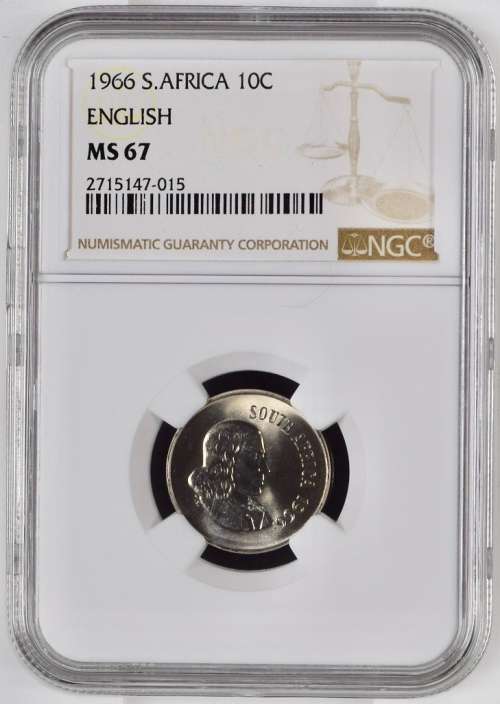 1966 S.AFRICA 10C
ENGLISH
MS 67
2715147-015
NUMISMATIC GUARANTY CORPORATION
NGC®
SOUTH AFRICA 1966